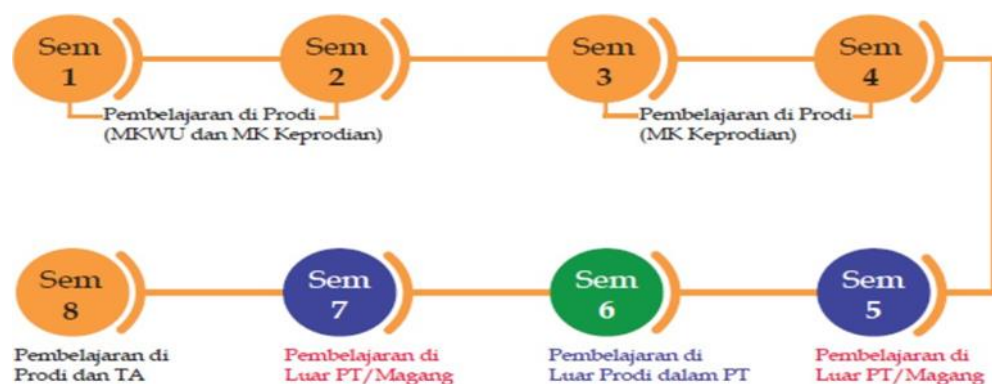 Sem
1
Sem
2
Sem
3
Sem
4
Pembelajaran di Prodi
(MKWU dan MK Keprodian)
Pembelajaran di Prodi
(MK Keprodian)
Sem
8
Sem
7
Sem
6
Sem
5
Pembelajaran di
Prodi dan TA
Pembelajaran di
Luar PT/Magang
Pembelajaran di
Luar Prodi dalam PT
Pembelajaran di
Luar PT/Magang